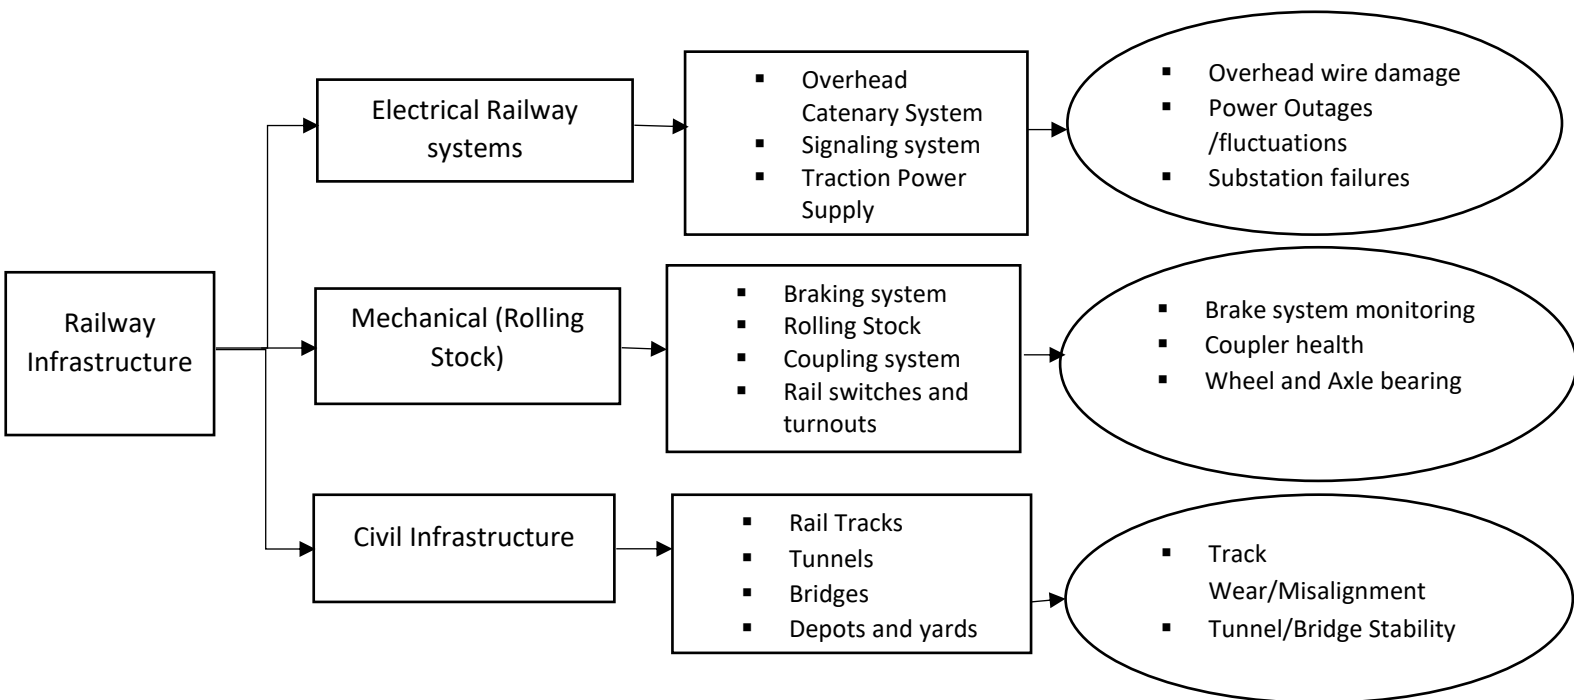 Railway
Infrastructure
Electrical Railway
systems
▪ Overhead
Catenary System
▪ Signaling system
▪ Traction Power
Supply
▪ Overhead wire damage
▪ Power Outages
/fluctuations
▪ Substation failures
Mechanical (Rolling
Stock)
▪ Braking system
▪ Rolling Stock
▪ Coupling system
▪ Rail switches and
turnouts
▪ Brake system monitoring
▪ Coupler health
▪ Wheel and Axle bearing
Civil Infrastructure
▪ Rail Tracks
▪ Tunnels
▪ Bridges
▪ Depots and yards
▪ Track
Wear/Misalignment
▪ Tunnel/Bridge Stability